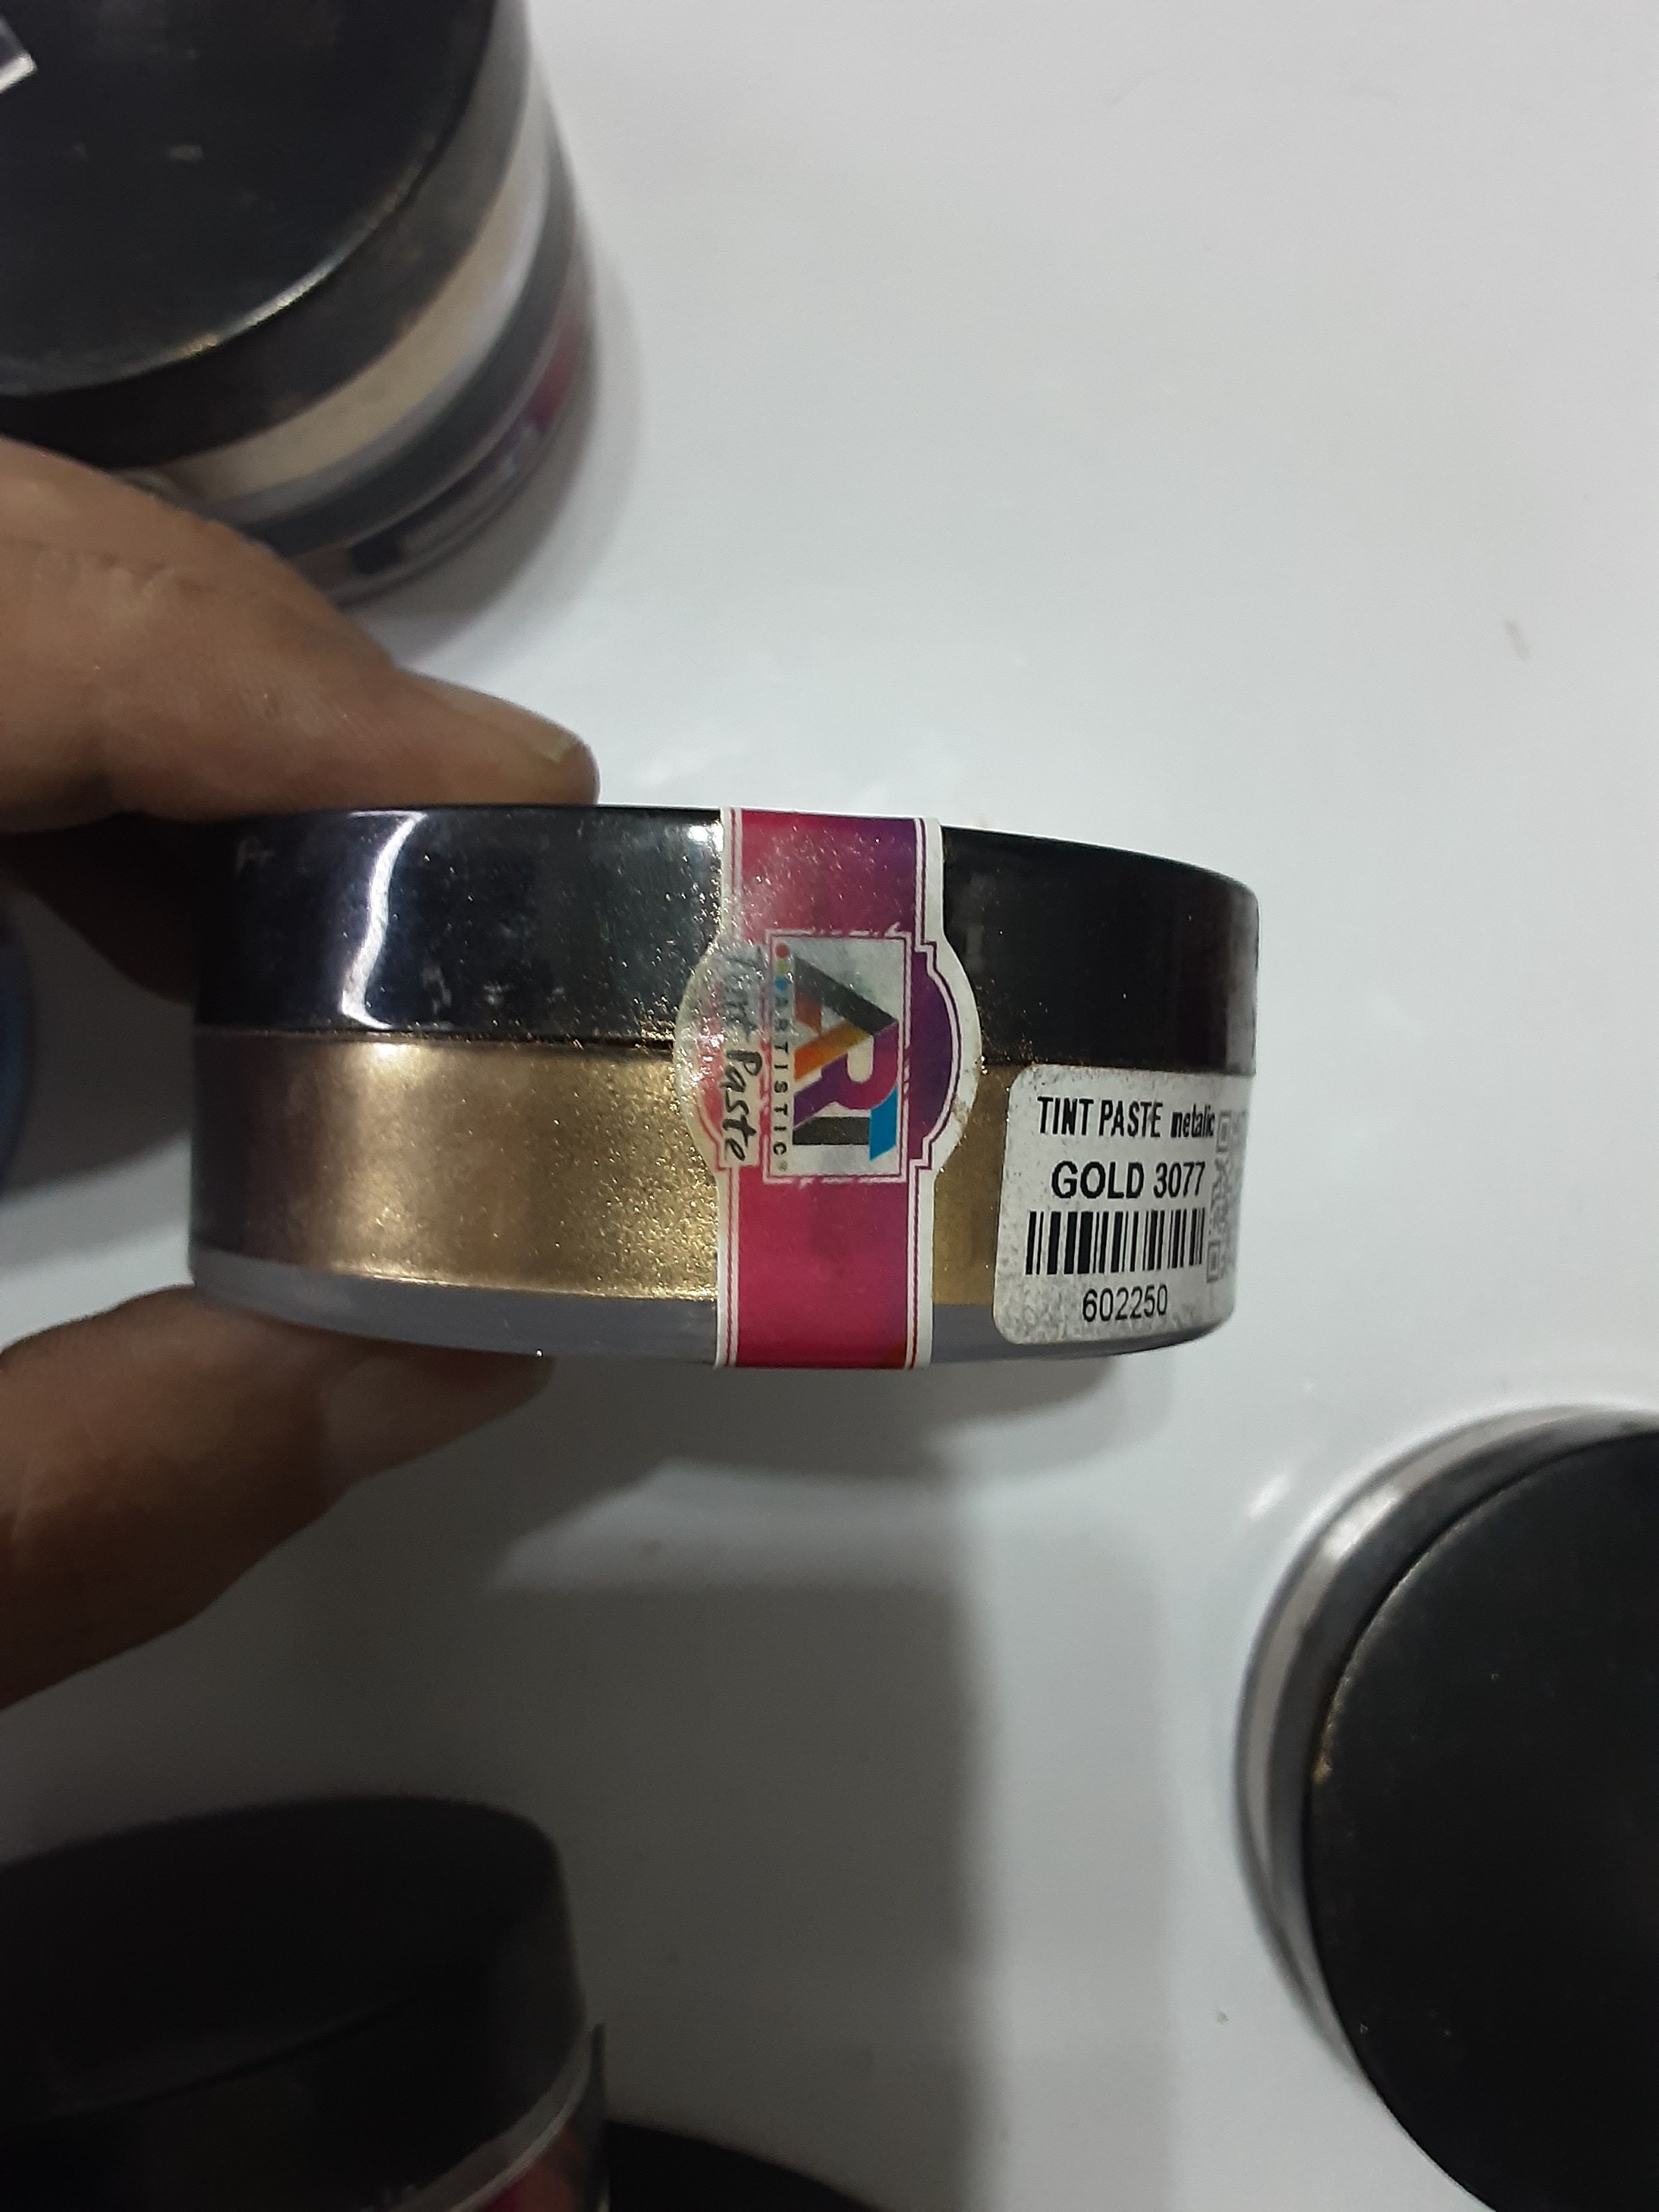 ART
ARTISTIC
Tint Paste
TINT PASTE metalic
GOLD 3077
602250